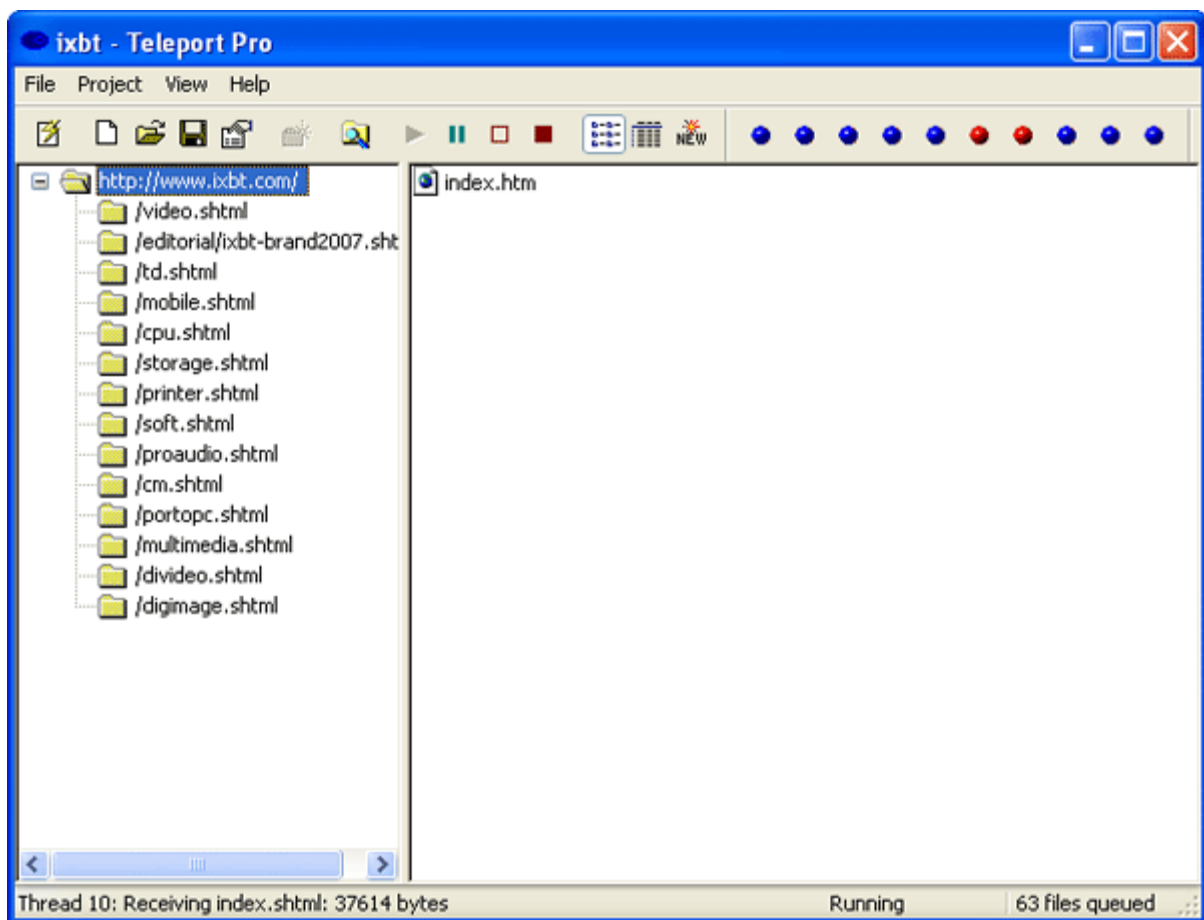 ixbt - Teleport Pro
File Project View Help
NEW
http://www.ixbt.com/
index.htm
/video.shtml
/editorial/ixbt-brand2007.sht
/td.shtml
/mobile.shtml
/cpu.shtml
/storage.shtml
/printer.shtml
/soft.shtml
/proaudio.shtml
/cm.shtml
/portopc.shtml
/multimedia.shtml
/divideo.shtml
/digimage.shtml
Thread 10: Receiving index.shtml: 37614 bytes Running 63 files queued